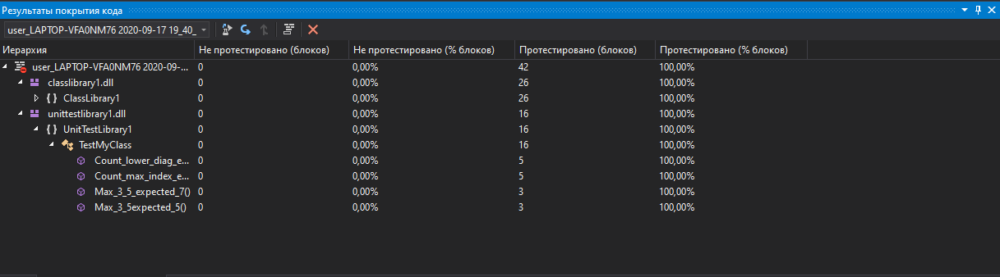 Результаты покрытия кода
user_LAPTOP-VFA0NM76 2020-09-17 19_40_
Иерархия Не протестировано (блоков) Не протестировано (% блоков) Протестировано (блоков) Протестировано (% блоков)
user_LAPTOP-VFA0NM76 2020-09-... 0 0,00% 42 100,00%
classlibrary1.dll 0 0,00% 26 100,00%
{ } ClassLibrary1 0 0,00% 26 100,00%
unittestlibrary1.dll 0 0,00% 16 100,00%
{ } UnitTestLibrary1 0 0,00% 16 100,00%
TestMyClass 0 0,00% 16 100,00%
Count_lower_diag_e... 0 0,00% 5 100,00%
Count_max_index_e... 0 0,00% 5 100,00%
Max_3_5_expected_7() 0 0,00% 3 100,00%
Max_3_5expected_5() 0 0,00% 3 100,00%